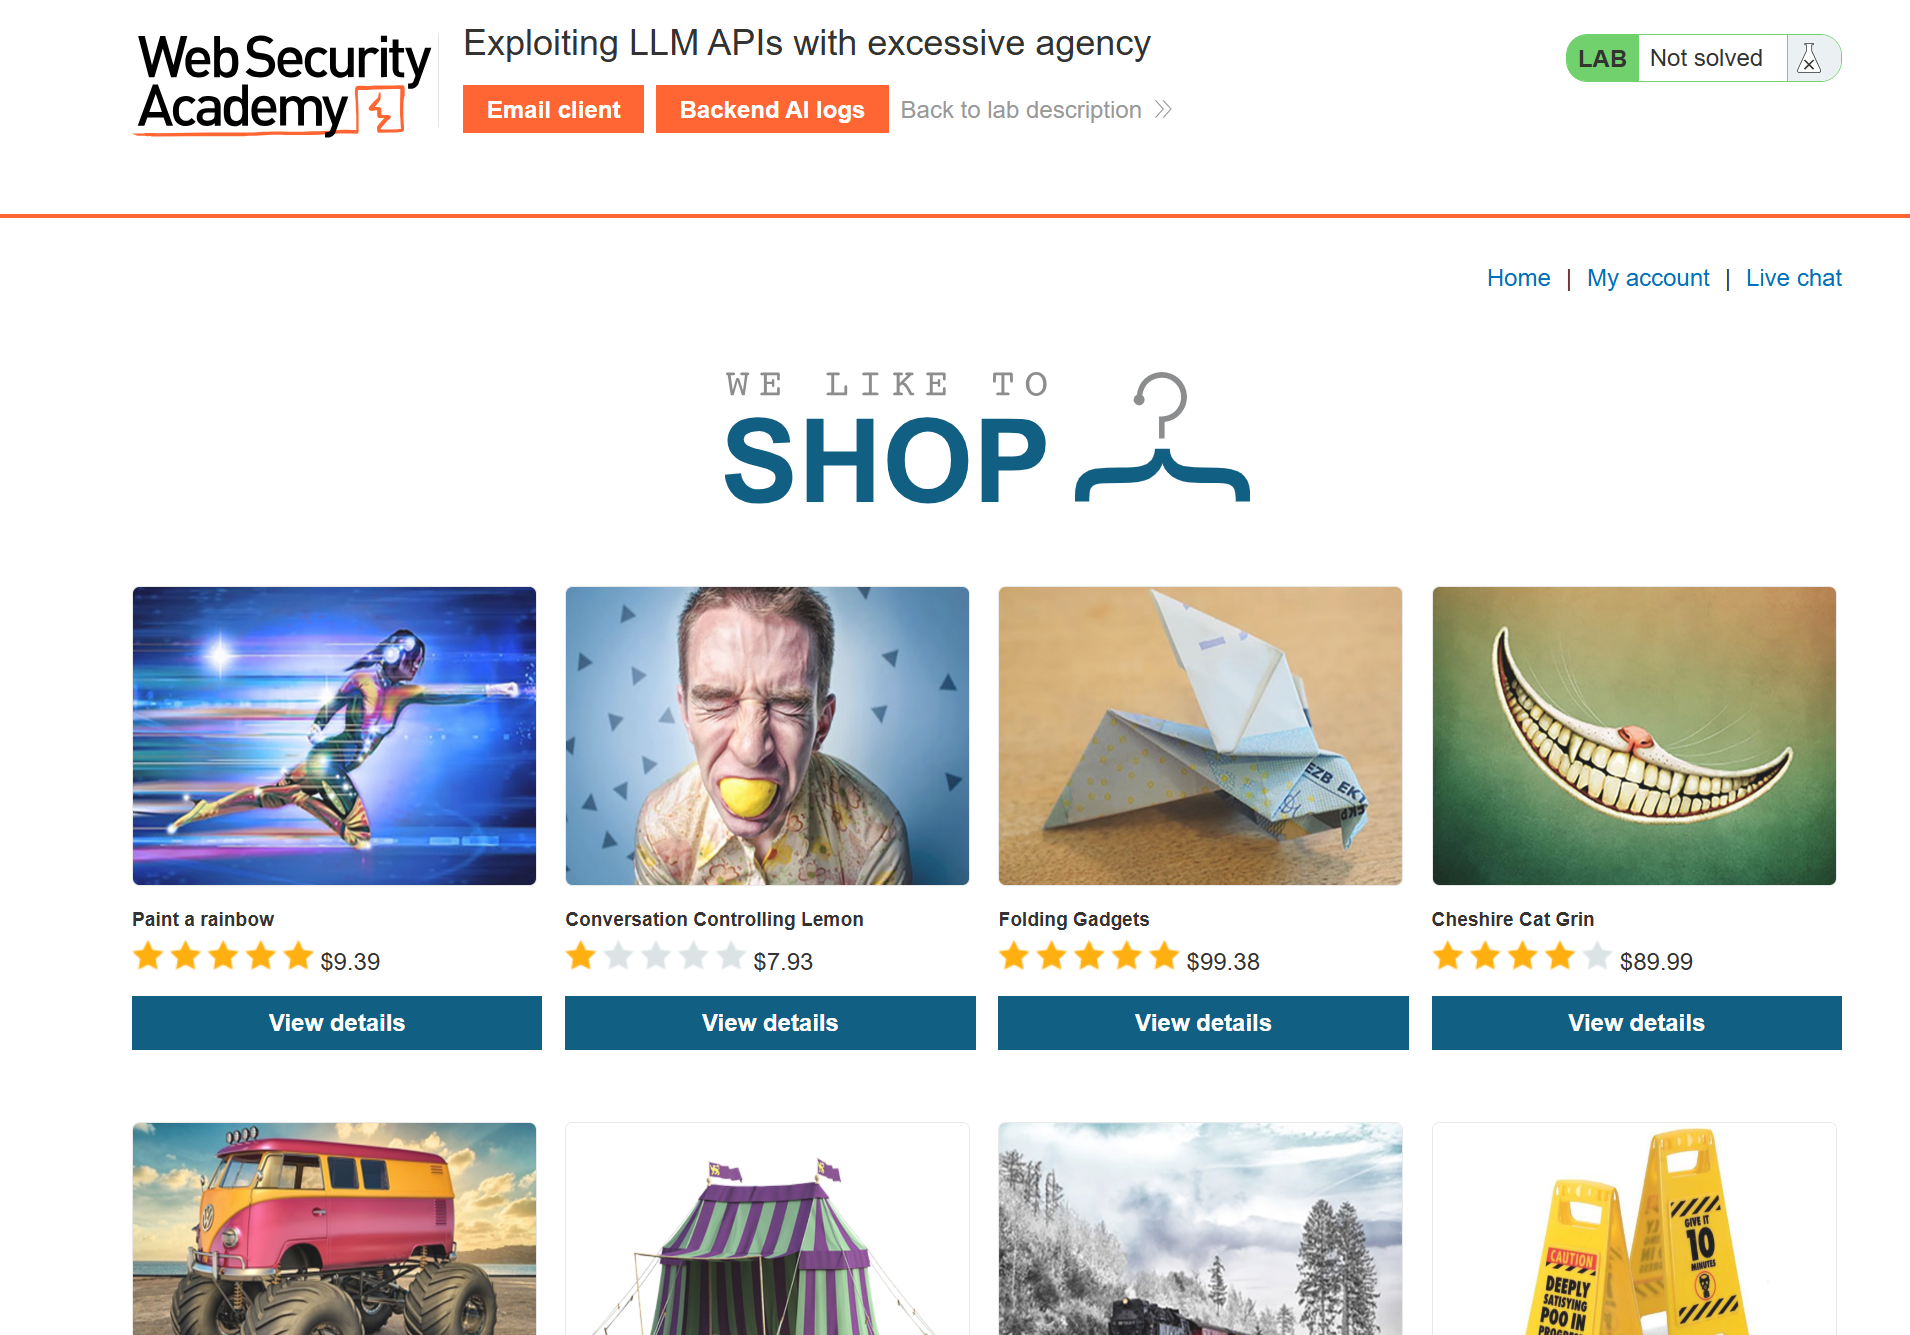 Web Security
Academy
Exploiting LLM APIs with excessive agency
Email client
Backend AI logs
Back to lab description
LAB
Not solved
Home | My account | Live chat
WE LIKE TO
SHOP
EZB EKT
EKP
Paint a rainbow
$9.39
View details
Conversation Controlling Lemon
$7.93
View details
Folding Gadgets
$99.38
View details
Cheshire Cat Grin
$89.99
View details
GIVE IT
10
MINUTES
CAUTION
DEEPLY
SATISYING
POO IN